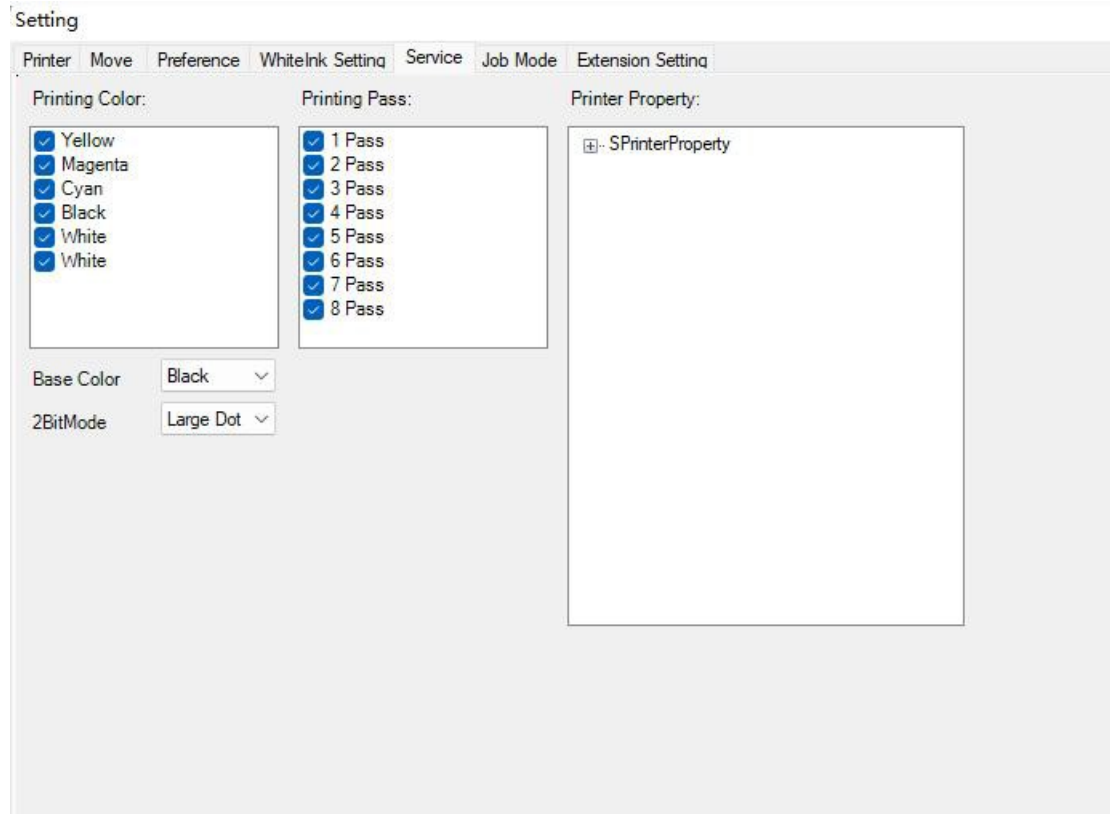 Setting
Printer Move Preference WhiteInk Setting Service Job Mode Extension Setting
Printing Color: Printing Pass: Printer Property:
Yellow 1 Pass SPrinterProperty
Magenta 2 Pass
Cyan 3 Pass
Black 4 Pass
White 5 Pass
White 6 Pass
7 Pass
8 Pass
Base Color Black
2BitMode Large Dot